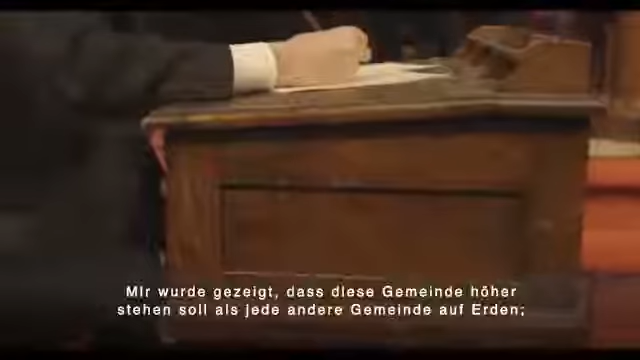 Mir wurde gezeigt, dass diese Gemeinde höher
stehen soll als jede andere Gemeinde auf Erden;